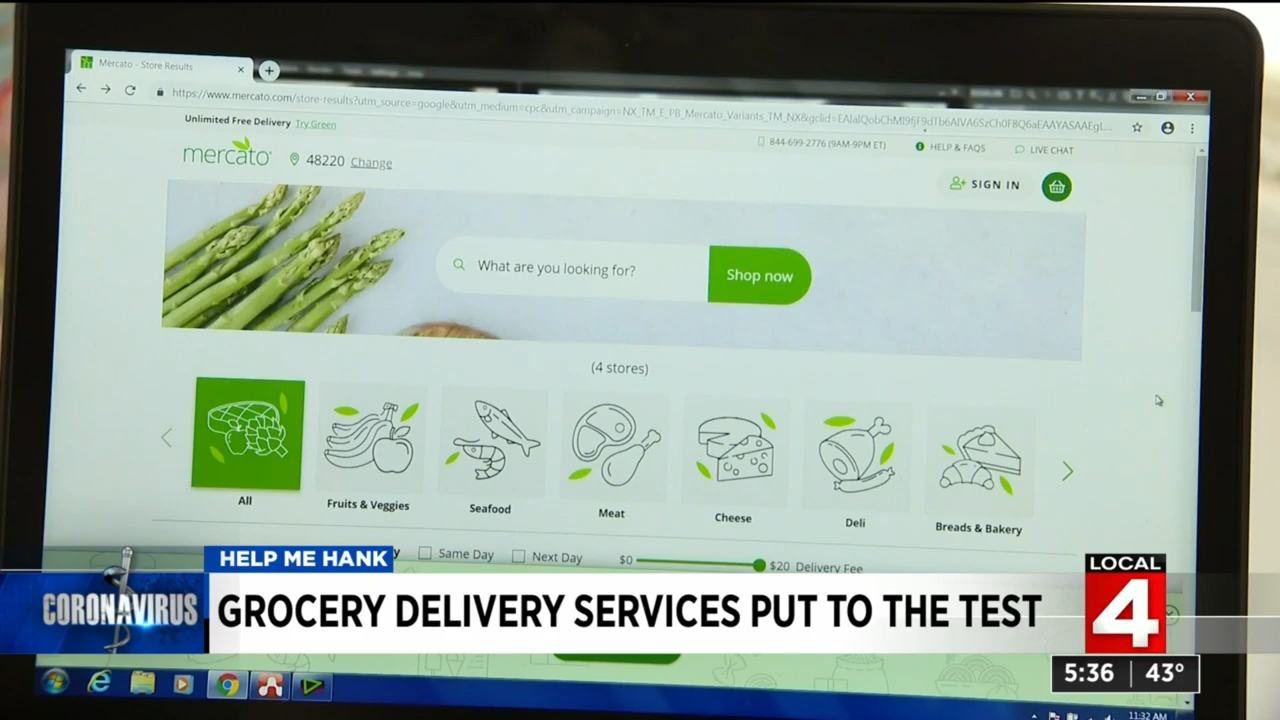 Mercato - Store Results
https://www.mercato.com/store-results?utm_source=google&utm_medium=cpc&utm_campaign=NX_TM_E_PB_Mercato_Variants_TM_NX&gclid=
Unlimited Free Delivery Try Green
844-699-2776 (9AM-9PM ET) HELP & FAQS LIVE CHAT
mercato 48220 Change
SIGN IN
What are you looking for? Shop now
(4 stores)
All Fruits & Veggies Seafood Meat Cheese Deli Breads & Bakery
Same Day Next Day $0 $20 Delivery Fee
HELP ME HANK
CORONAVIRUS
GROCERY DELIVERY SERVICES PUT TO THE TEST
LOCAL
4
5:36 43°
11:32 AM